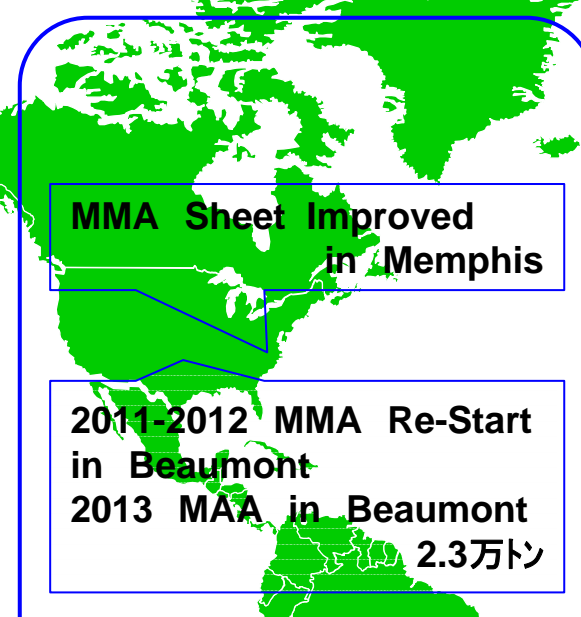 MMA Sheet Improved
in Memphis
2011-2012 MMA Re-Start
in Beaumont
2013 MAA in Beaumont
2.3万トン